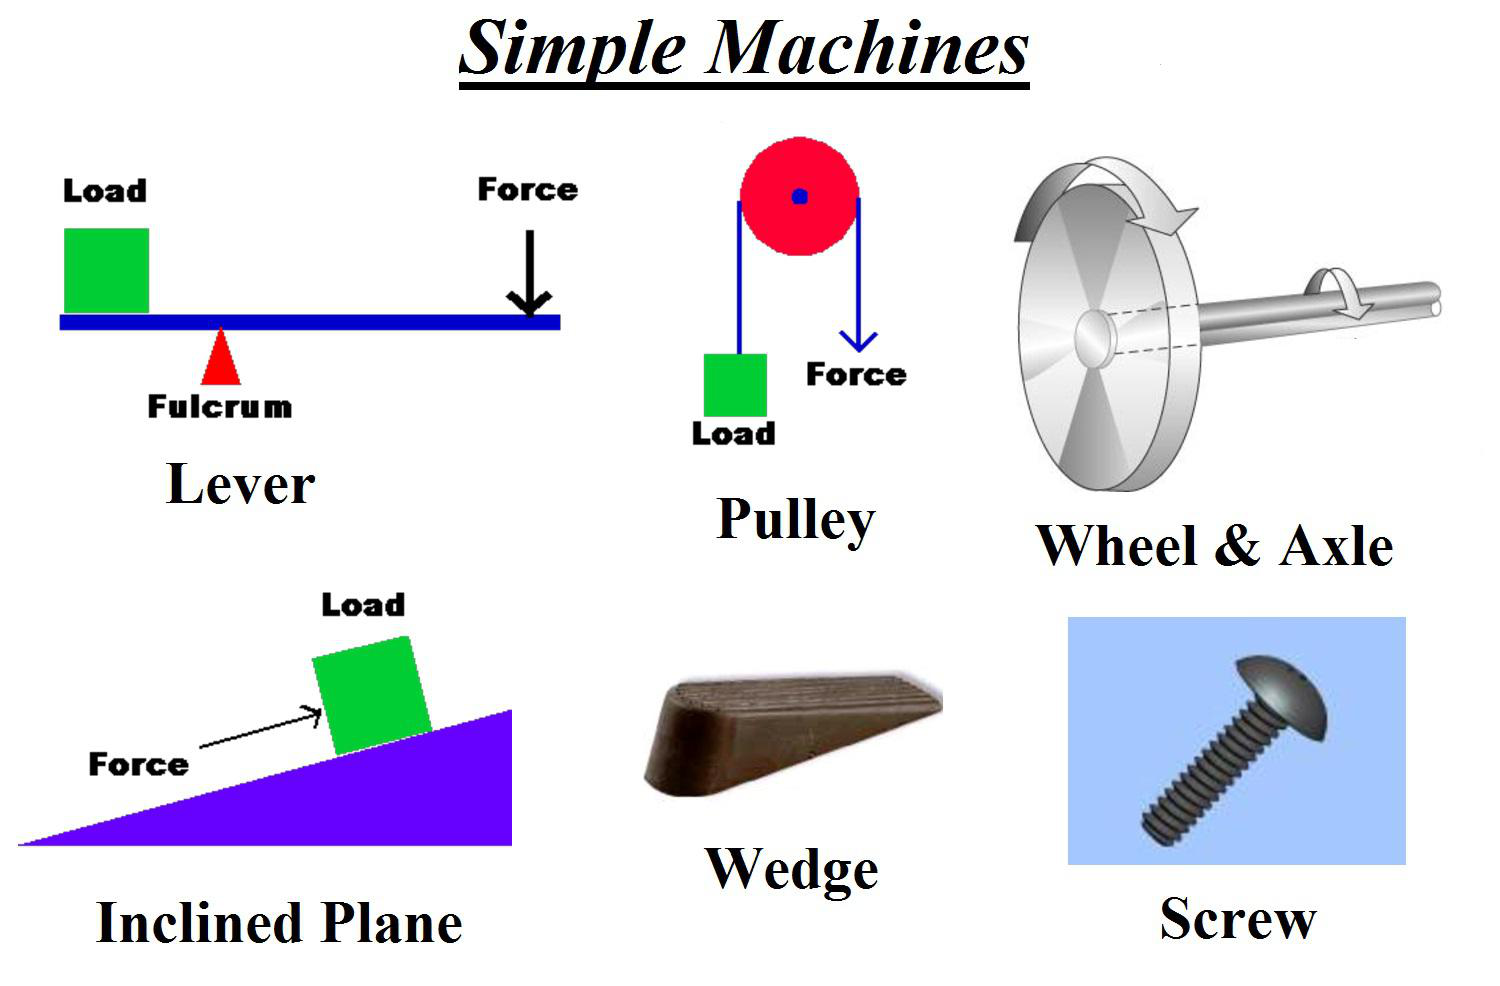 Simple Machines
Load
Force
Fulcrum
Lever
Force
Load
Pulley
Wheel & Axle
Load
Force
Inclined Plane
Wedge
Screw